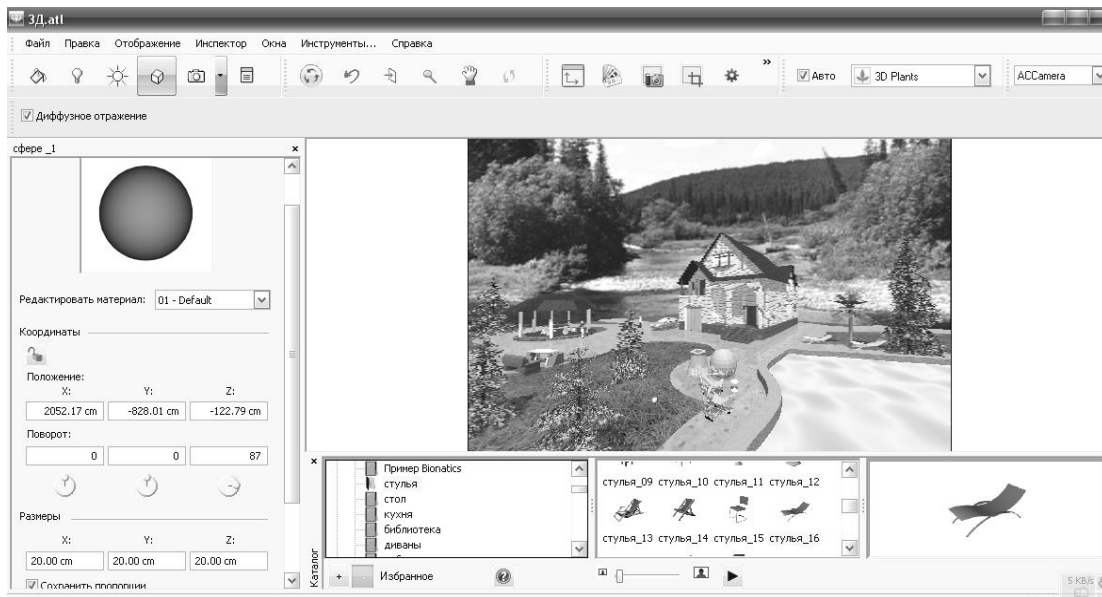 3Д.atl
Файл Правка Отображение Инспектор Окна Инструменты... Справка
» Авто 3D Plants ACCamera
Диффузное отражение
сфере _1
Редактировать материал: 01 - Default
Координаты
Положение:
X: Y: Z:
2052.17 cm -828.01 cm -122.79 cm
Поворот:
0 0 87
Размеры
X: Y: Z:
20.00 cm 20.00 cm 20.00 cm
Сохранить пропорции
Каталог
Пример Bionatics
стулья
стол
кухня
библиотека
диваны
стулья_09 стулья_10 стулья_11 стулья_12
стулья_13 стулья_14 стулья_15 стулья_16
+ - Избранное
5 KB/s